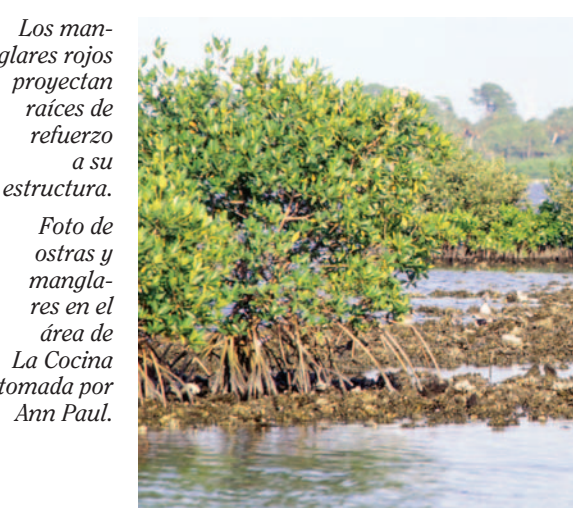 Los man-
glares rojos
proyectan
raíces de
refuerzo
a su
estructura.
Foto de
ostras y
mangla-
res en el
área de
La Cocina
tomada por
Ann Paul.